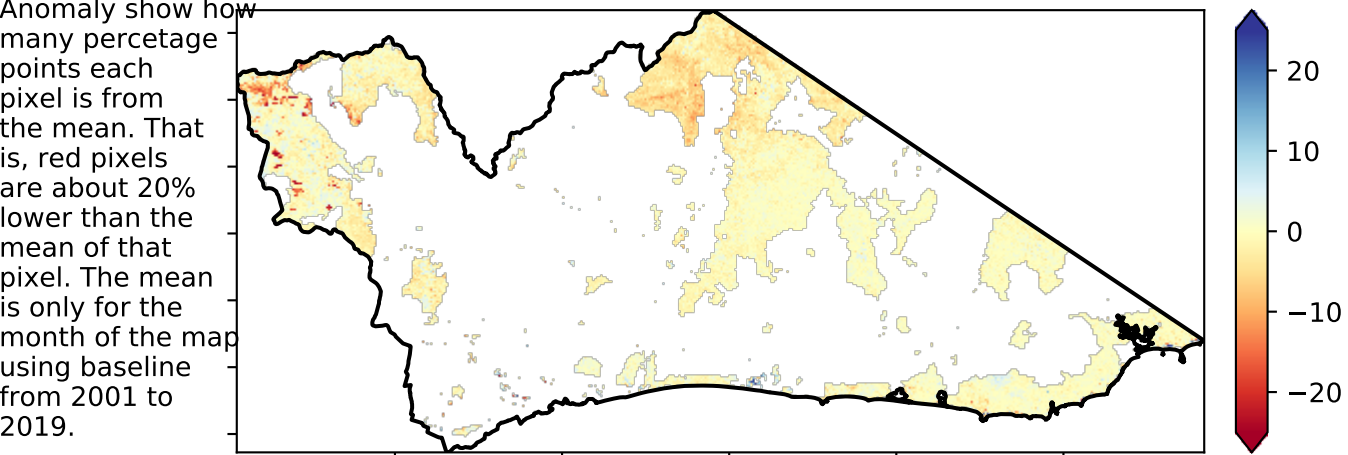 Anomaly show how
many percetage
points each
pixel is from
the mean. That
is, red pixels
are about 20%
lower than the
mean of that
pixel. The mean
is only for the
month of the map
using baseline
from 2001 to
2019.
20
10
0
−10
−20